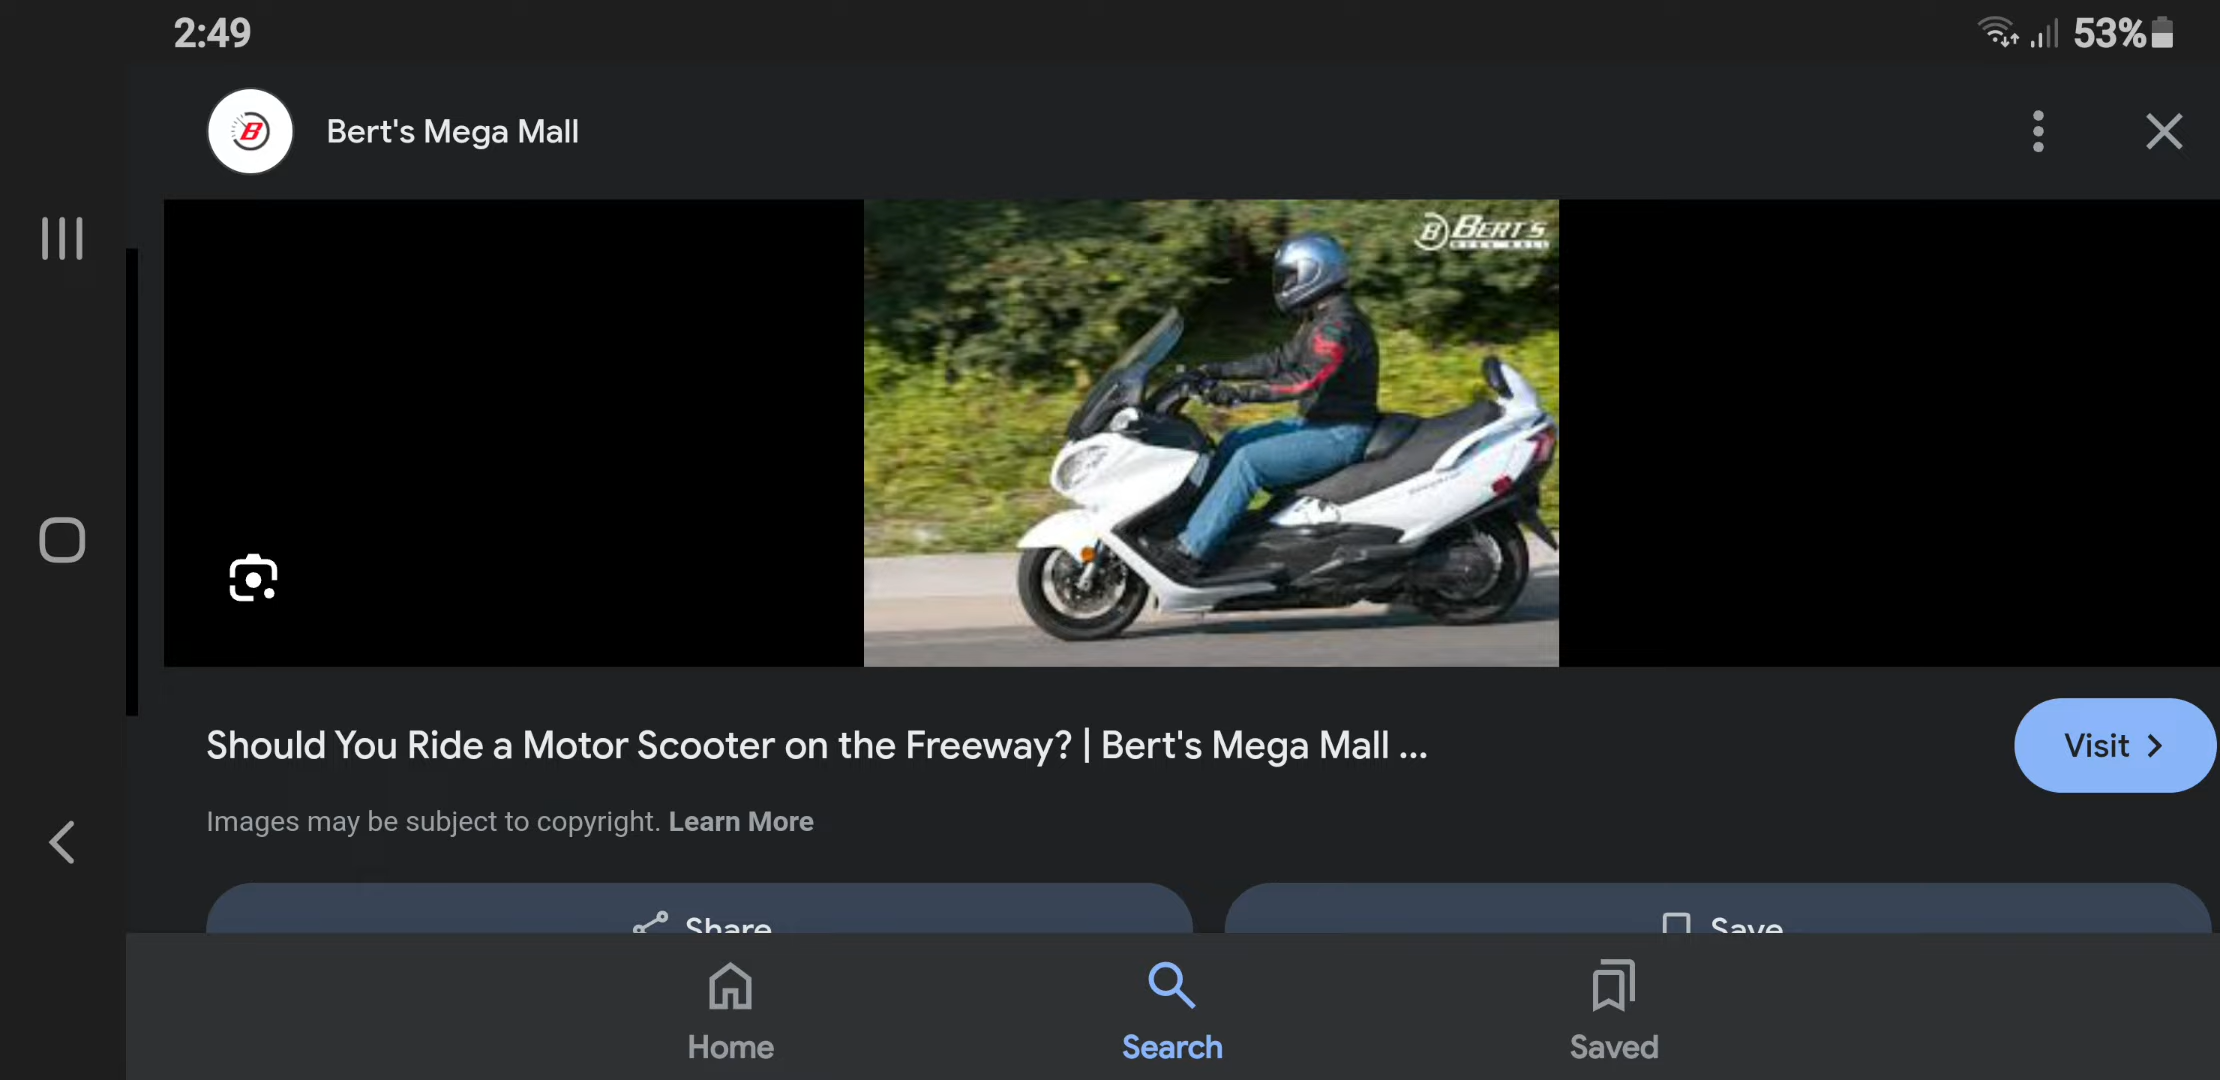 2:49
53%
B
Bert's Mega Mall
B BERT'S
Should You Ride a Motor Scooter on the Freeway? | Bert's Mega Mall ...
Visit
Images may be subject to copyright. Learn More
Share
Save
Home
Search
Saved